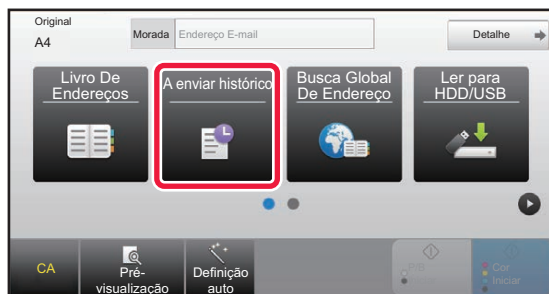 Original
A4
Morada
Endereço E-mail
Detalhe
Livro De
Endereços
A enviar histórico
Busca Global
De Endereço
Ler para
HDD/USB
CA
Pré-
visualização
Definição
auto
Cor
Iniciar